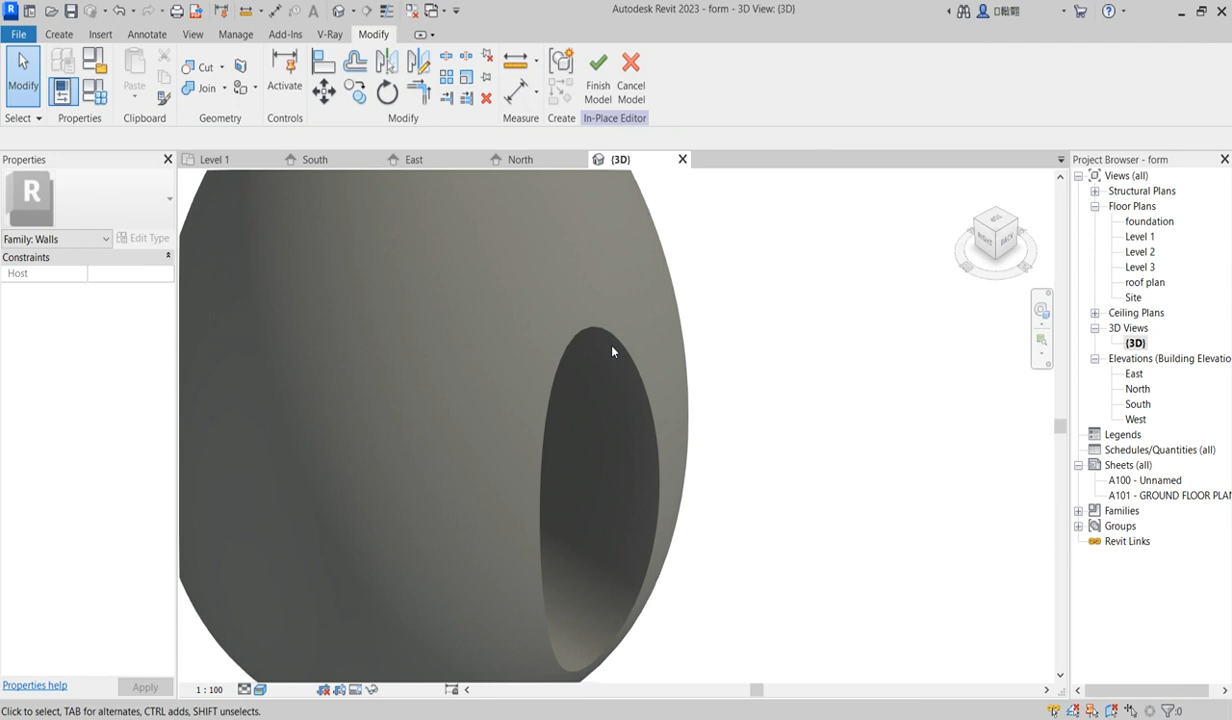 Autodesk Revit 2023 - form - 3D View: {3D}
File Create Insert Annotate View Manage Add-Ins V-Ray Modify
Modify
Paste
Cut
Join
Activate
Finish Model
Cancel Model
Select Properties Clipboard Geometry Controls Modify Measure Create In-Place Editor
Properties
Level 1 South East North {3D}
Project Browser - form
R
Family: Walls
Edit Type
Constraints
Host
RIGHT
BACK
Views (all)
Structural Plans
Floor Plans
foundation
Level 1
Level 2
Level 3
roof plan
Site
Ceiling Plans
3D Views
{3D}
Elevations (Building Elevatio
East
North
South
West
Legends
Schedules/Quantities (all)
Sheets (all)
A100 - Unnamed
A101 - GROUND FLOOR PLAN
Families
Groups
Revit Links
Properties help
Apply
1 : 100
Click to select, TAB for alternates, CTRL adds, SHIFT unselects.
:0